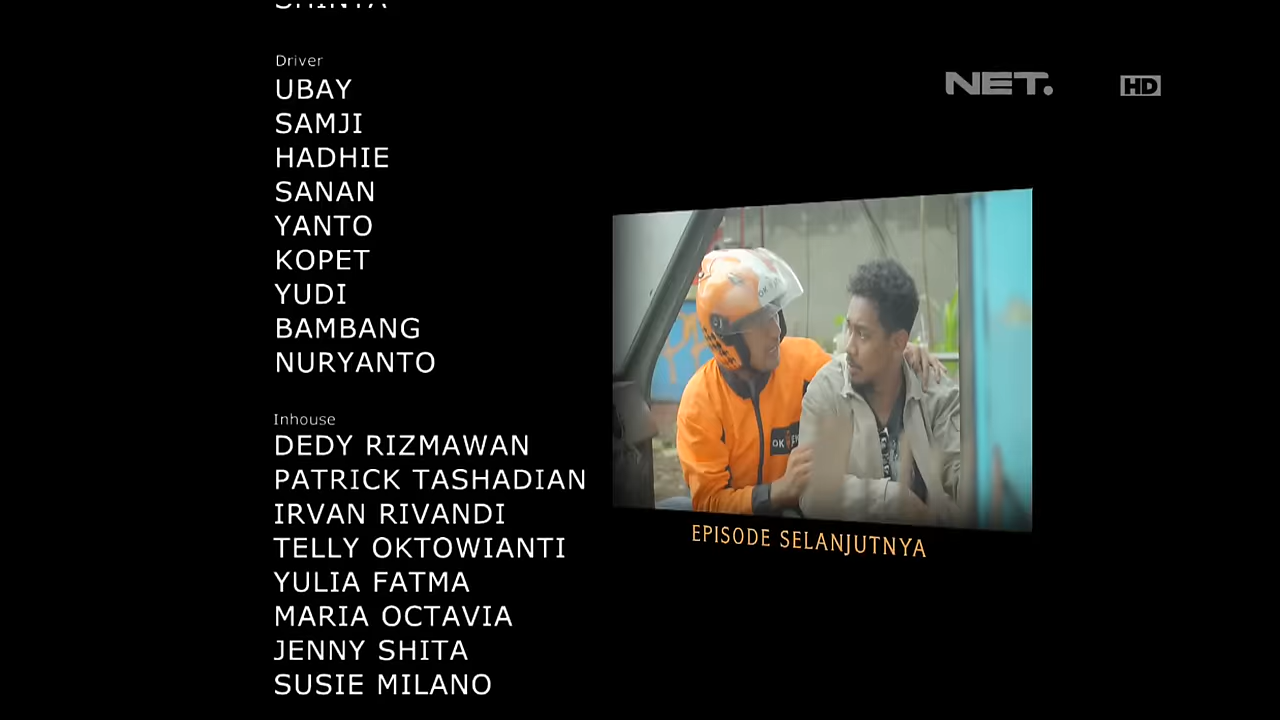 SHINYA
Driver
UBAY
SAMJI
HADHIE
SANAN
YANTO
KOPET
YUDI
BAMBANG
NURYANTO
Inhouse
DEDY RIZMAWAN
PATRICK TASHADIAN
IRVAN RIVANDI
TELLY OKTOWIANTI
YULIA FATMA
MARIA OCTAVIA
JENNY SHITA
SUSIE MILANO
NET.
HD
EPISODE SELANJUTNYA